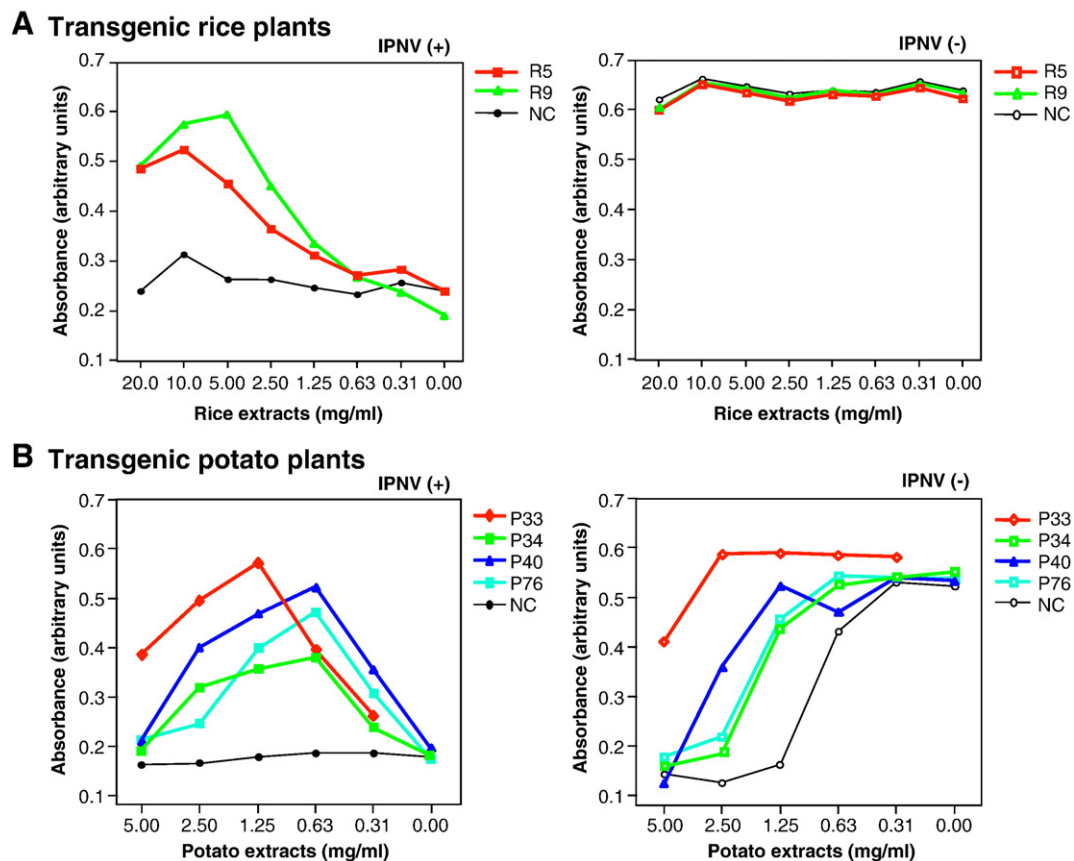 A Transgenic rice plants
IPNV (+)
0.7
0.6
0.5
0.4
0.3
0.2
0.1
Absorbance (arbitrary units)
20.0 10.0 5.00 2.50 1.25 0.63 0.31 0.00
Rice extracts (mg/ml)
R5
R9
NC
IPNV (-)
0.7
0.6
0.5
0.4
0.3
0.2
0.1
Absorbance (arbitrary units)
20.0 10.0 5.00 2.50 1.25 0.63 0.31 0.00
Rice extracts (mg/ml)
R5
R9
NC
B Transgenic potato plants
IPNV (+)
0.7
0.6
0.5
0.4
0.3
0.2
0.1
Absorbance (arbitrary units)
5.00 2.50 1.25 0.63 0.31 0.00
Potato extracts (mg/ml)
P33
P34
P40
P76
NC
IPNV (-)
0.7
0.6
0.5
0.4
0.3
0.2
0.1
Absorbance (arbitrary units)
5.00 2.50 1.25 0.63 0.31 0.00
Potato extracts (mg/ml)
P33
P34
P40
P76
NC